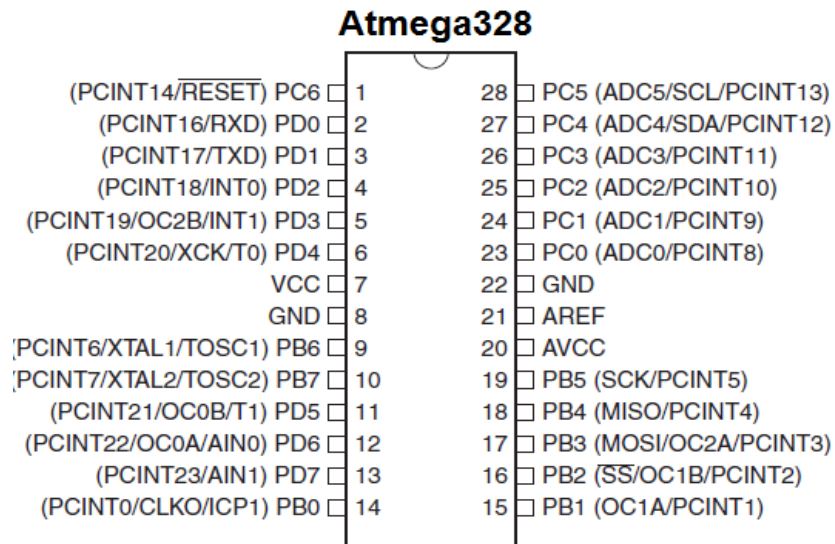 Atmega328
(PCINT14/RESET) PC6 1 28 PC5 (ADC5/SCL/PCINT13)
(PCINT16/RXD) PD0 2 27 PC4 (ADC4/SDA/PCINT12)
(PCINT17/TXD) PD1 3 26 PC3 (ADC3/PCINT11)
(PCINT18/INT0) PD2 4 25 PC2 (ADC2/PCINT10)
(PCINT19/OC2B/INT1) PD3 5 24 PC1 (ADC1/PCINT9)
(PCINT20/XCK/T0) PD4 6 23 PC0 (ADC0/PCINT8)
VCC 7 22 GND
GND 8 21 AREF
(PCINT6/XTAL1/TOSC1) PB6 9 20 AVCC
(PCINT7/XTAL2/TOSC2) PB7 10 19 PB5 (SCK/PCINT5)
(PCINT21/OC0B/T1) PD5 11 18 PB4 (MISO/PCINT4)
(PCINT22/OC0A/AIN0) PD6 12 17 PB3 (MOSI/OC2A/PCINT3)
(PCINT23/AIN1) PD7 13 16 PB2 (SS/OC1B/PCINT2)
(PCINT0/CLKO/ICP1) PB0 14 15 PB1 (OC1A/PCINT1)